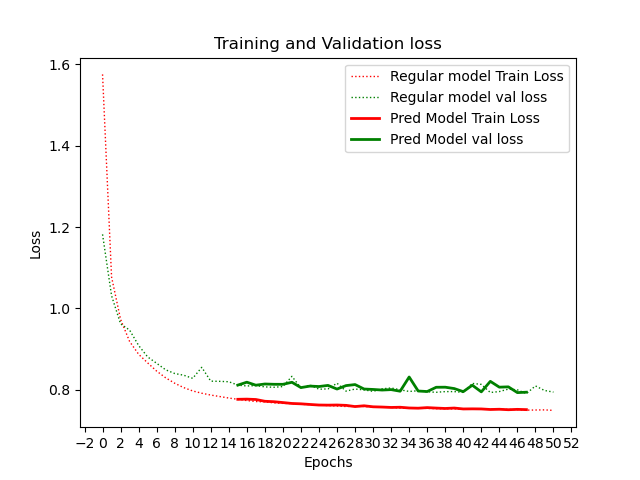 Training and Validation loss
1.6
1.4
1.2
1.0
0.8
Loss
Regular model Train Loss
Regular model val loss
Pred Model Train Loss
Pred Model val loss
−2 0 2 4 6 8 10 12 14 16 18 20 22 24 26 28 30 32 34 36 38 40 42 44 46 48 50 52
Epochs